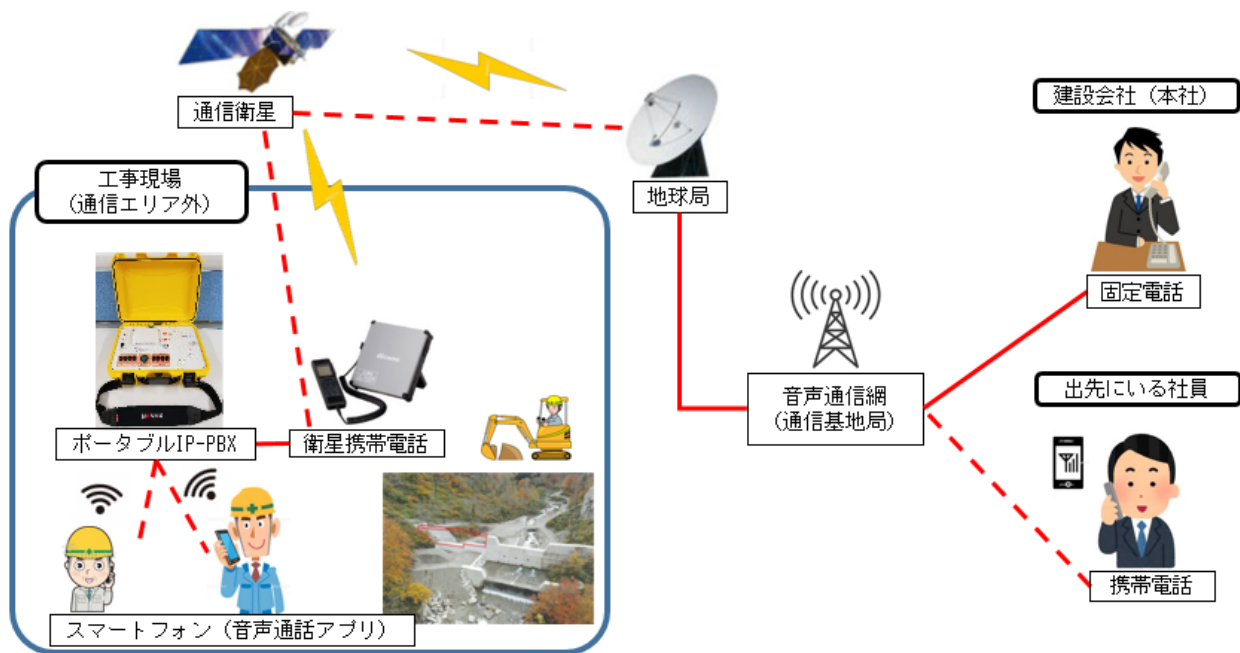 通信衛星
建設会社（本社）
工事現場
（通信エリア外）
地球局
固定電話
音声通信網
（通信基地局）
出先にいる社員
ポータブルIP-PBX
衛星携帯電話
携帯電話
スマートフォン（音声通話アプリ）